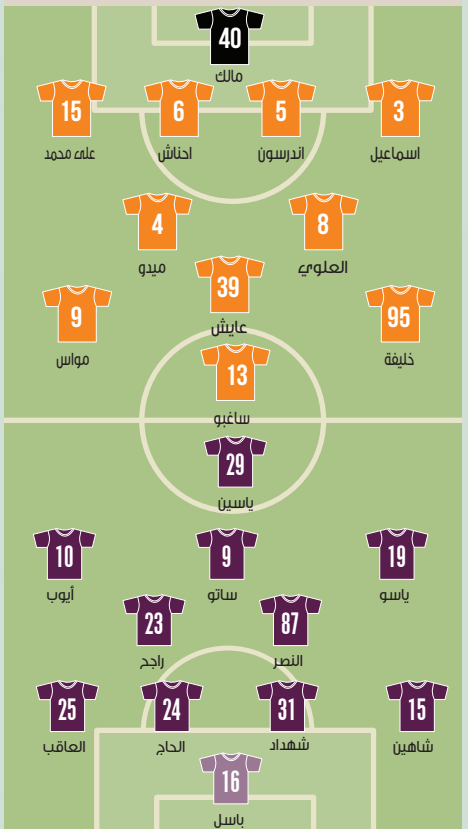 40
مالك
3
5
6
15
اسماعيل
اندرسون
احناش
على محمد
8
4
العلوي
ميدو
39
عايش
95
9
خليفة
مواس
13
ساغبو
29
ياسين
19
9
10
ياسو
ساتو
أيوب
87
23
النصر
راجح
15
31
24
25
شاهين
شهداد
الحاج
العاقب
16
باسل